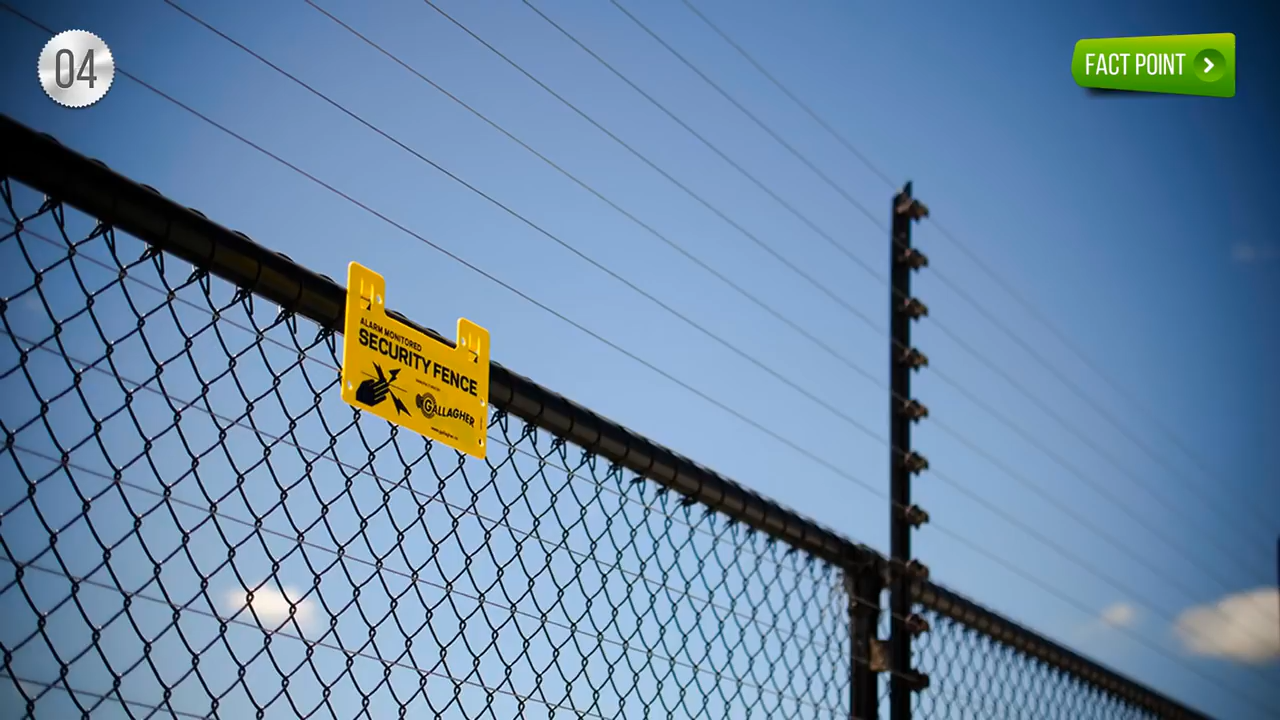 04
FACT POINT
ALARM MONITORED
SECURITY FENCE
GALLAGHER